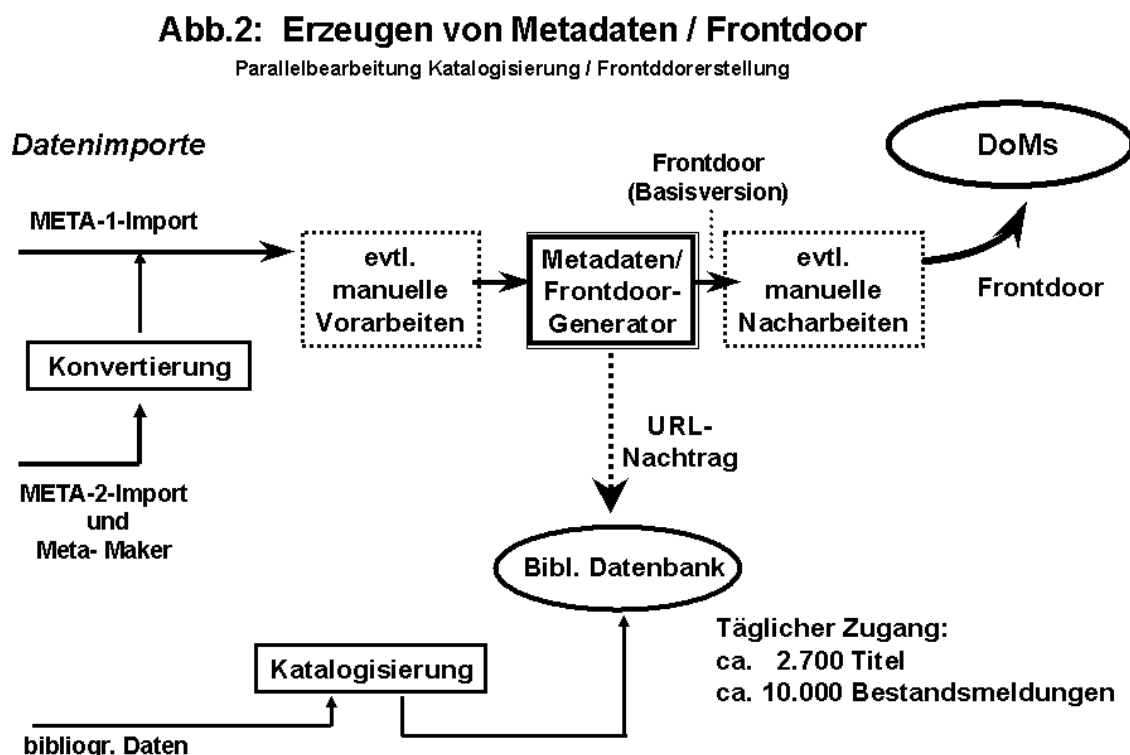 Abb.2: Erzeugen von Metadaten / Frontdoor
Parallelbearbeitung Katalogisierung / Frontddorerstellung
Datenimporte
DoMs
Frontdoor
(Basisversion)
META-1-Import
evtl.
manuelle
Vorarbeiten
Metadaten/
Frontdoor-
Generator
evtl.
manuelle
Nacharbeiten
Frontdoor
Konvertierung
URL-
Nachtrag
META-2-Import
und
Meta- Maker
Bibl. Datenbank
Täglicher Zugang:
ca. 2.700 Titel
ca. 10.000 Bestandsmeldungen
Katalogisierung
bibliogr. Daten